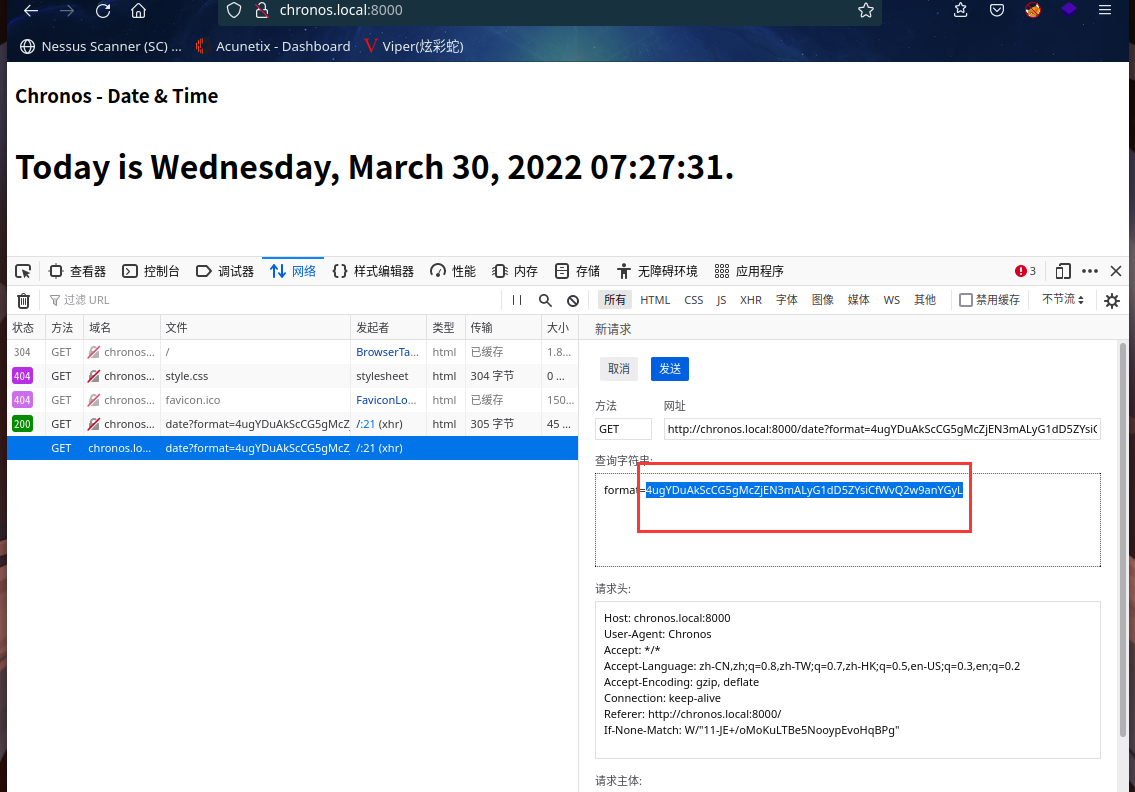 chronos.local:8000
Nessus Scanner (SC) ... Acunetix - Dashboard Viper(炫彩蛇)
Chronos - Date & Time
Today is Wednesday, March 30, 2022 07:27:31.
查看器 控制台 调试器 网络 样式编辑器 性能 内存 存储 无障碍环境 应用程序 3
过滤 URL
所有 HTML CSS JS XHR 字体 图像 媒体 WS 其他 禁用缓存 不节流
状态 方法 域名 文件 发起者 类型 传输 大小
304 GET chronos... / BrowserTa... html 已缓存 1.8...
404 GET chronos... style.css stylesheet html 304 字节 0 ...
404 GET chronos... favicon.ico FaviconLo... html 已缓存 150...
200 GET chronos... date?format=4ugYDuAkScCG5gMcZ /:21 (xhr) html 305 字节 45 ...
GET chronos.lo... date?format=4ugYDuAkScCG5gMcZ /:21 (xhr)
新请求
取消 发送
方法 网址
GET http://chronos.local:8000/date?format=4ugYDuAkScCG5gMcZjEN3mALyG1dD5ZYsiC
查询字符串:
format=4ugYDuAkScCG5gMcZjEN3mALyG1dD5ZYsiCfWvQ2w9anYGyL
请求头:
Host: chronos.local:8000
User-Agent: Chronos
Accept: */*
Accept-Language: zh-CN,zh;q=0.8,zh-TW;q=0.7,zh-HK;q=0.5,en-US;q=0.3,en;q=0.2
Accept-Encoding: gzip, deflate
Connection: keep-alive
Referer: http://chronos.local:8000/
If-None-Match: W/"11-JE+/oMoKuLTBe5NooypEvoHqBPg"
请求主体: